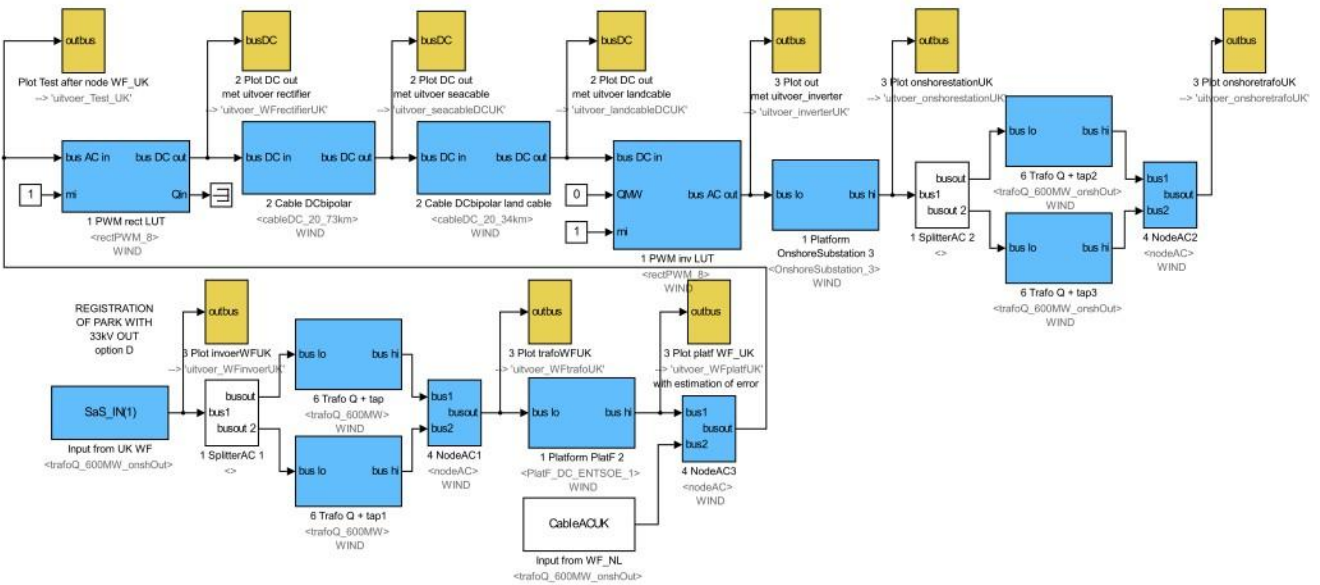 outbus
Plot Test after node WF_UK
--> 'uitvoer_Test_UK'
busDC
2 Plot DC out
met uitvoer rectifier
--> 'uitvoer_WFrectifierUK'
busDC
2 Plot DC out
met uitvoer seacable
--> 'uitvoer_seacableDCUK'
busDC
2 Plot DC out
met uitvoer landcable
--> 'uitvoer_landcableDCUK'
outbus
3 Plot out
met uitvoer_inverter
--> 'uitvoer_inverterUK'
outbus
3 Plot onshorestationUK
--> 'uitvoer_onshorestationUK'
outbus
3 Plot onshoretrafoUK
--> 'uitvoer_onshoretrafoUK'
bus AC in
bus DC out
mi
Qin
1
1 PWM rect LUT
<rectPWM_8>
WIND
bus DC in
bus DC out
2 Cable DCbipolar
<cableDC_20_73km>
WIND
bus DC in
bus DC out
2 Cable DCbipolar land cable
<cableDC_20_34km>
WIND
bus DC in
QMW
mi
bus AC out
0
1
1 PWM inv LUT
<rectPWM_8>
WIND
bus lo
bus hi
1 Platform
OnshoreSubstation 3
<OnshoreSubstation_3>
WIND
bus1
busout
busout 2
1 SplitterAC 2
<>
bus lo
bus hi
6 Trafo Q + tap2
<trafoQ_600MW_onshOut>
WIND
bus lo
bus hi
6 Trafo Q + tap3
<trafoQ_600MW_onshOut>
WIND
bus1
bus2
busout
4 NodeAC2
<nodeAC>
WIND
REGISTRATION
OF PARK WITH
33kV OUT
option D
SaS_IN(1)
Input from UK WF
<trafoQ_600MW_onshOut>
outbus
3 Plot invoerWFUK
--> 'uitvoer_WFinvoerUK'
busout
bus1
busout 2
1 SplitterAC 1
<>
bus lo
bus hi
6 Trafo Q + tap
<trafoQ_600MW>
WIND
bus lo
bus hi
6 Trafo Q + tap1
<trafoQ_600MW>
WIND
bus1
busout
bus2
4 NodeAC1
<nodeAC>
WIND
outbus
3 Plot trafoWFUK
--> 'uitvoer_WFtrafoUK'
bus lo
bus hi
1 Platform PlatF 2
<PlatF_DC_ENTSOE_1>
WIND
outbus
3 Plot platf WF_UK
--> 'uitvoer_WFplatfUK'
with estimation of error
bus1
busout
bus2
4 NodeAC3
<nodeAC>
WIND
CableACUK
Input from WF_NL
<trafoQ_600MW_onshOut>